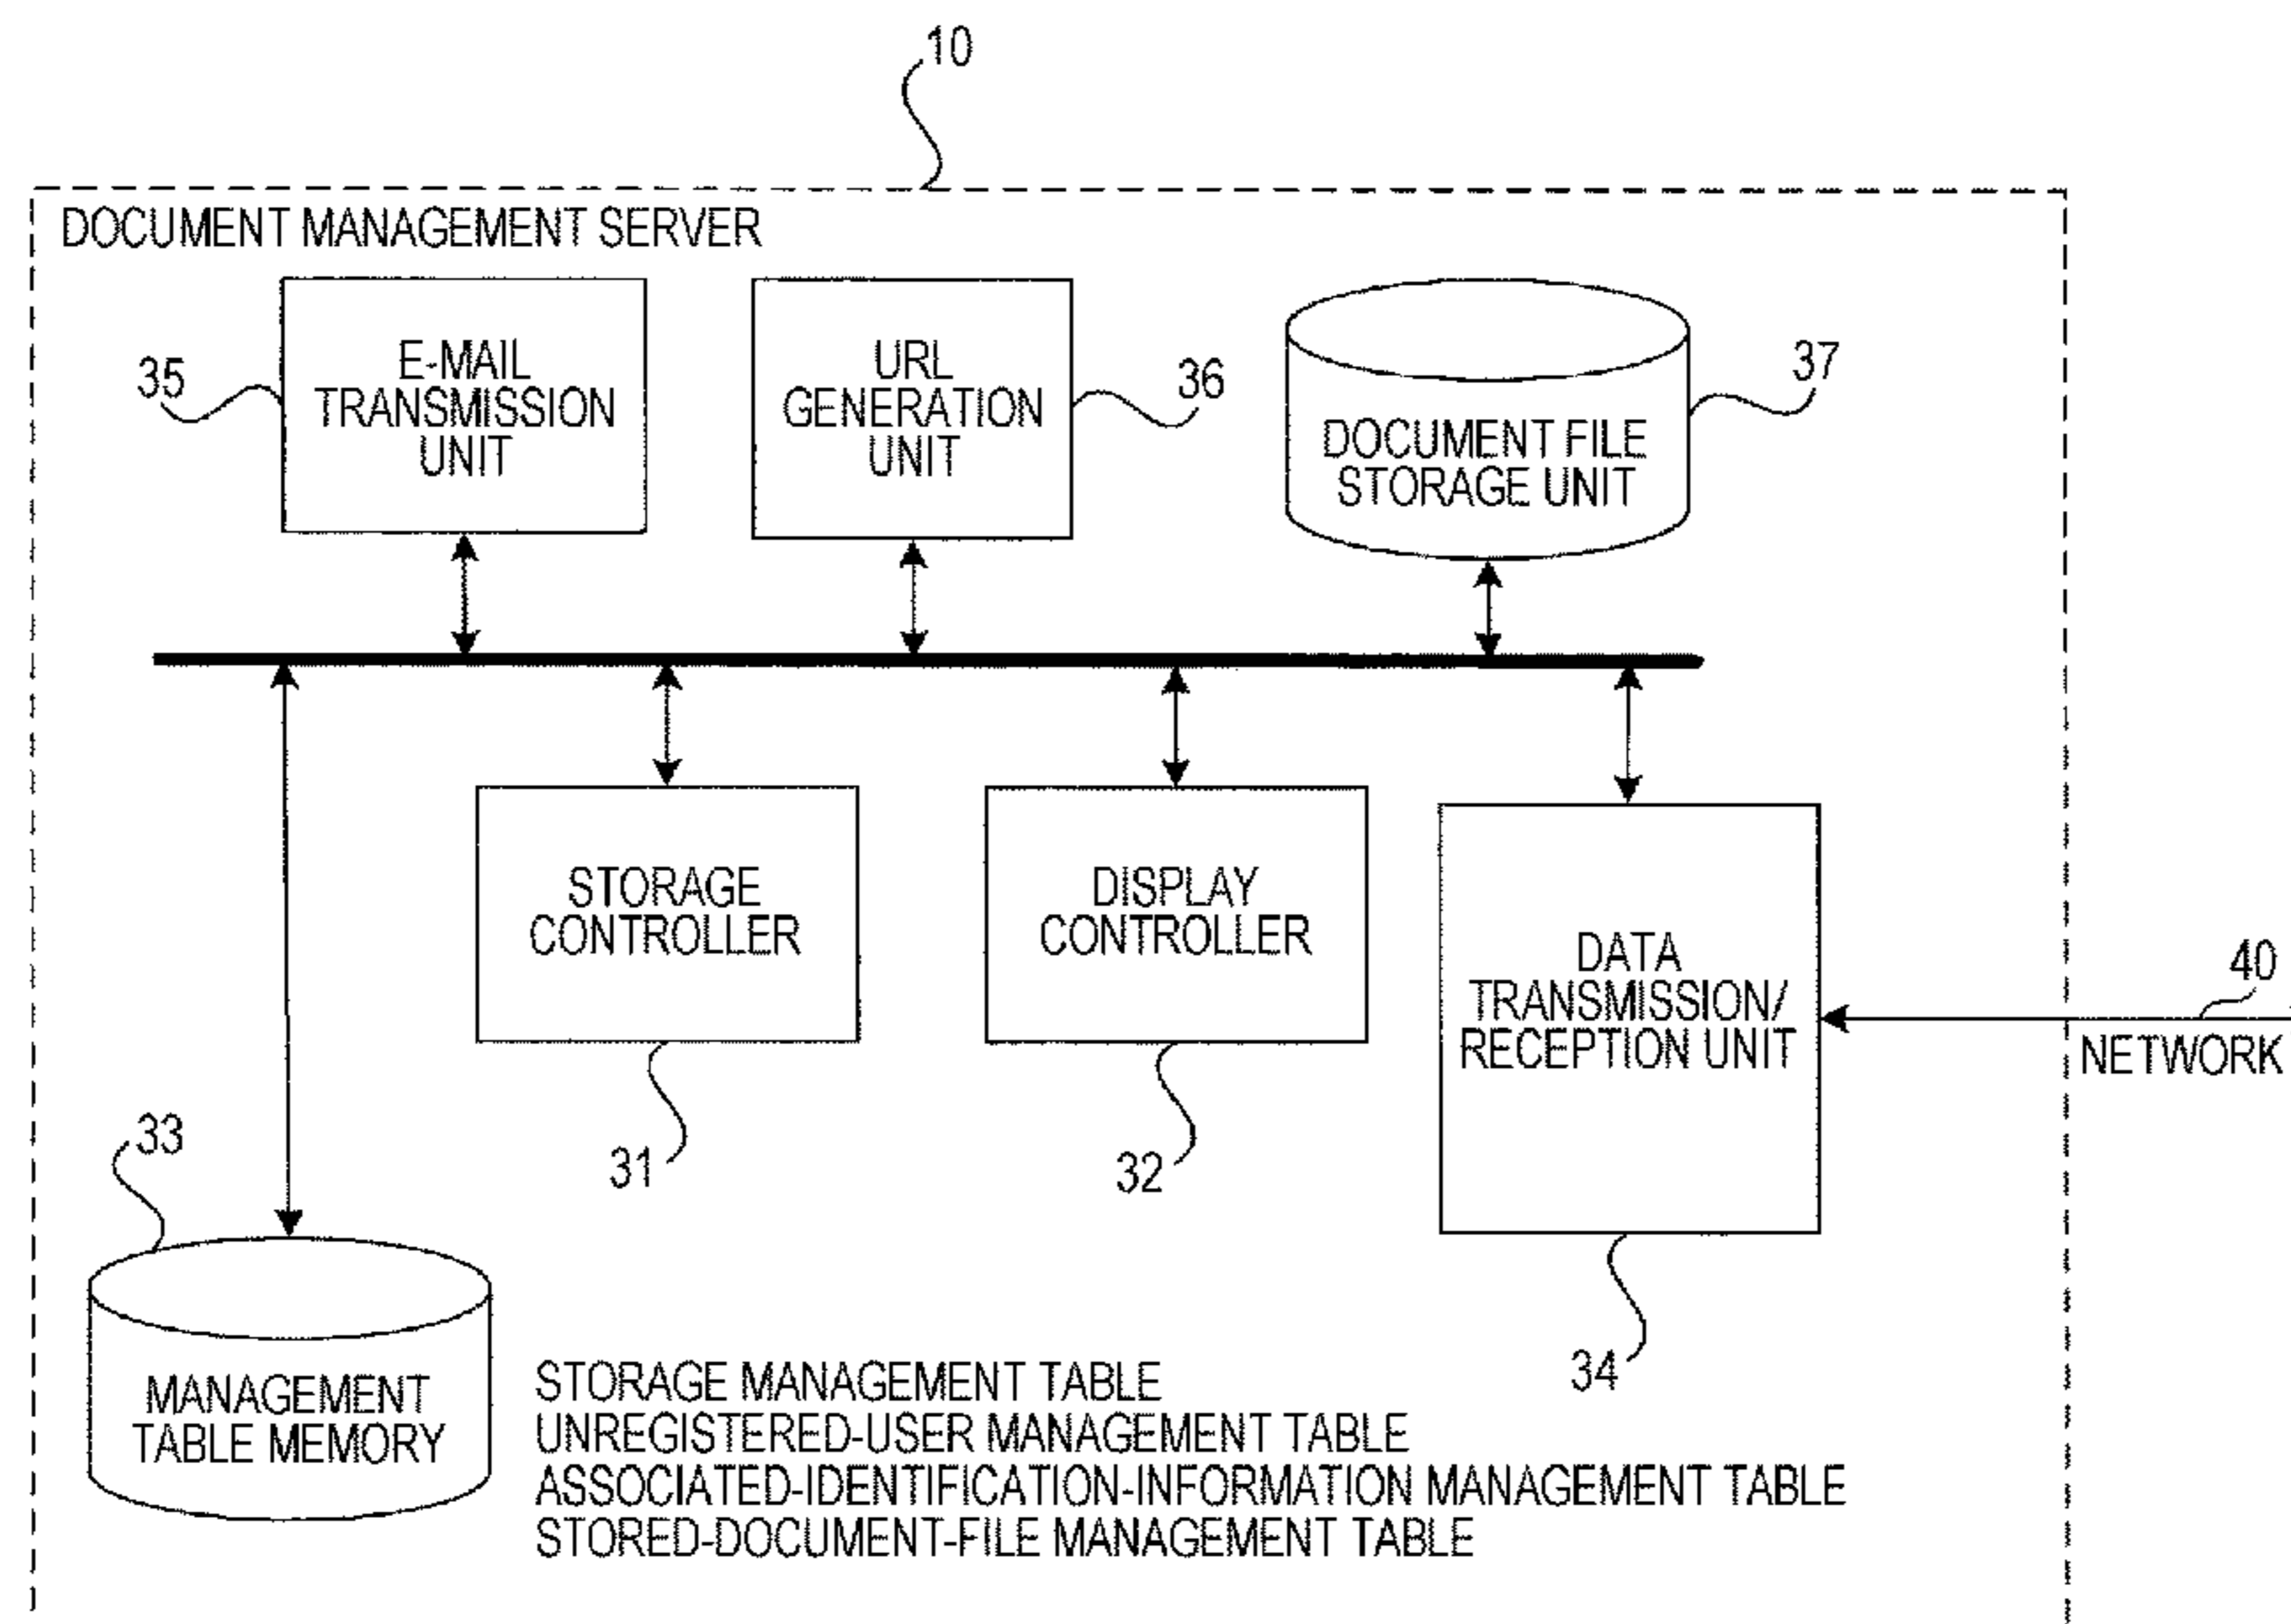 10
DOCUMENT MANAGEMENT SERVER
35
E-MAIL
TRANSMISSION
UNIT
URL
GENERATION
UNIT
36
DOCUMENT FILE
STORAGE UNIT
37
STORAGE
CONTROLLER
31
DISPLAY
CONTROLLER
32
DATA
TRANSMISSION/
RECEPTION UNIT
34
40
NETWORK
33
MANAGEMENT
TABLE MEMORY
STORAGE MANAGEMENT TABLE
UNREGISTERED-USER MANAGEMENT TABLE
ASSOCIATED-IDENTIFICATION-INFORMATION MANAGEMENT TABLE
STORED-DOCUMENT-FILE MANAGEMENT TABLE